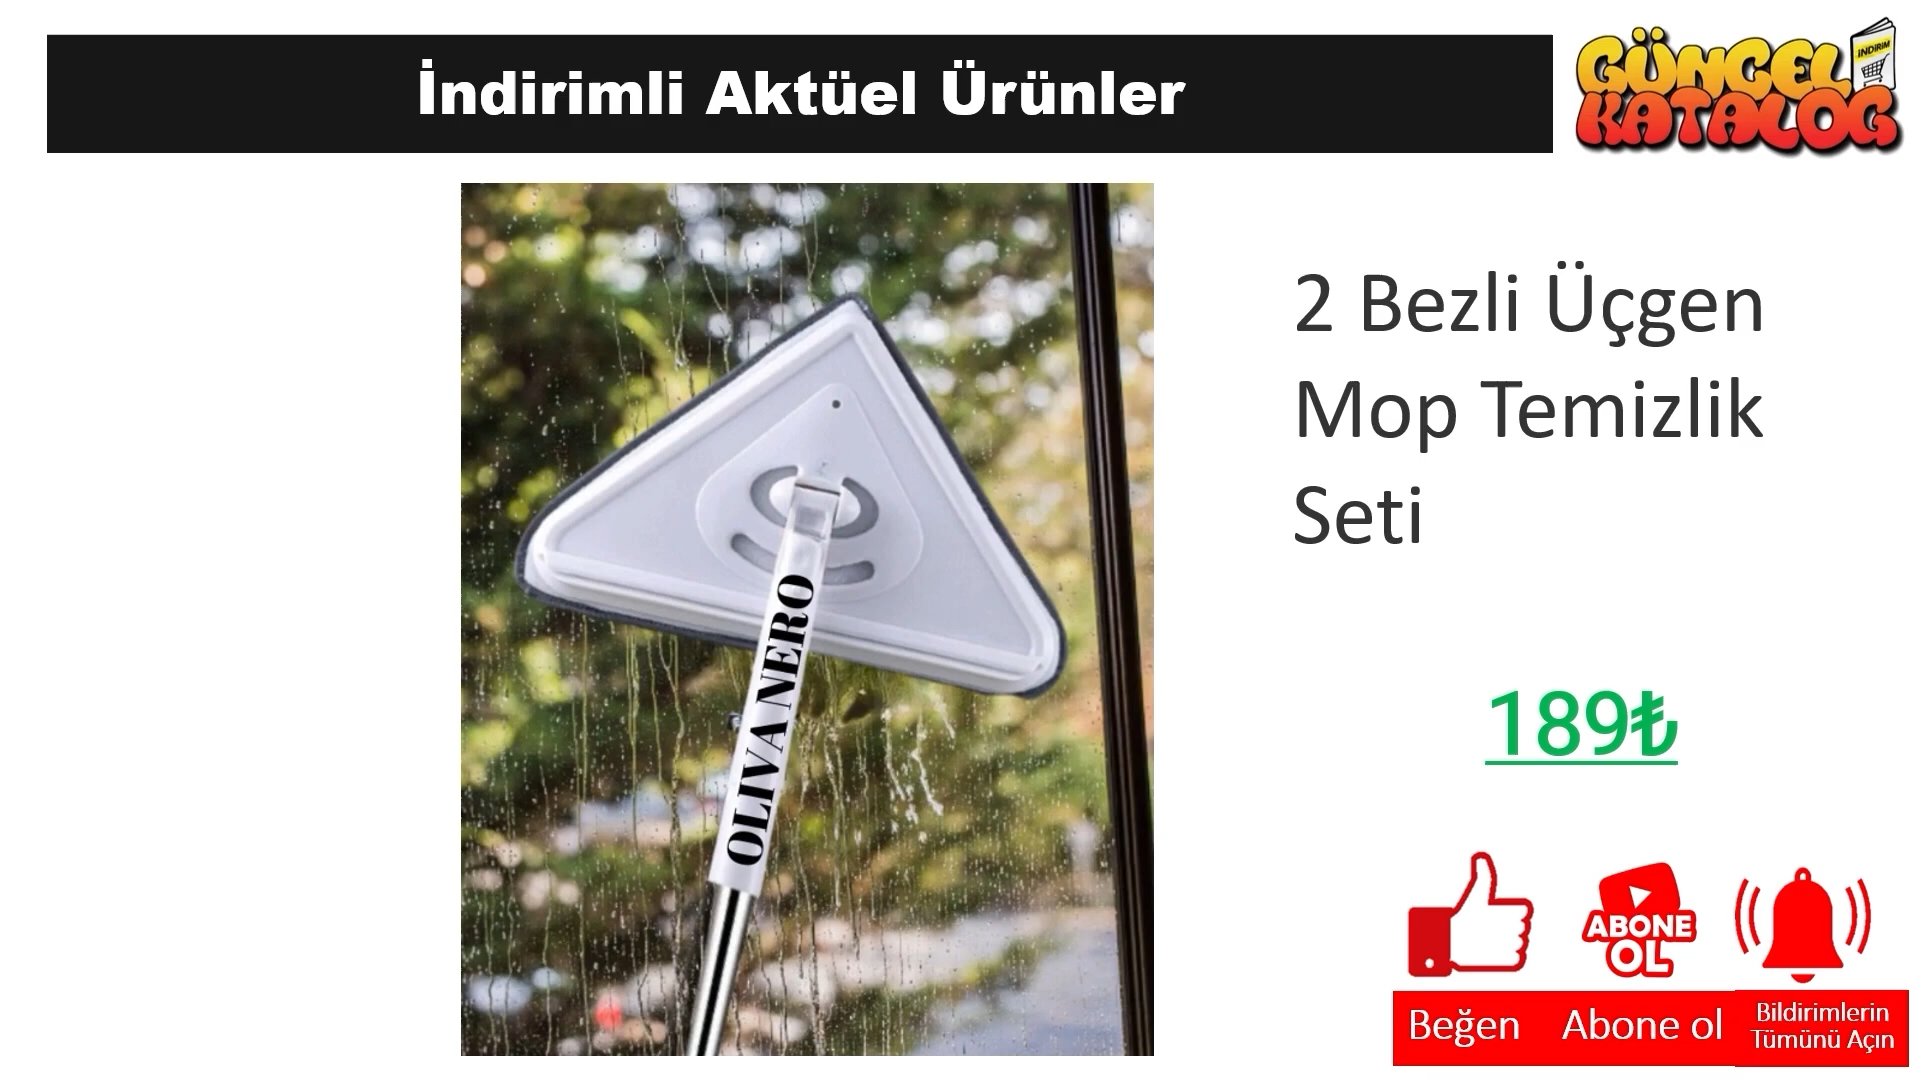 İndirimli Aktüel Ürünler
GÜNCEL
KATALOG
İNDİRİM
2 Bezli Üçgen
Mop Temizlik
Seti
OLIVA NERO
189₺
ABONE
OL
Beğen
Abone ol
Bildirimlerin
Tümünü Açın